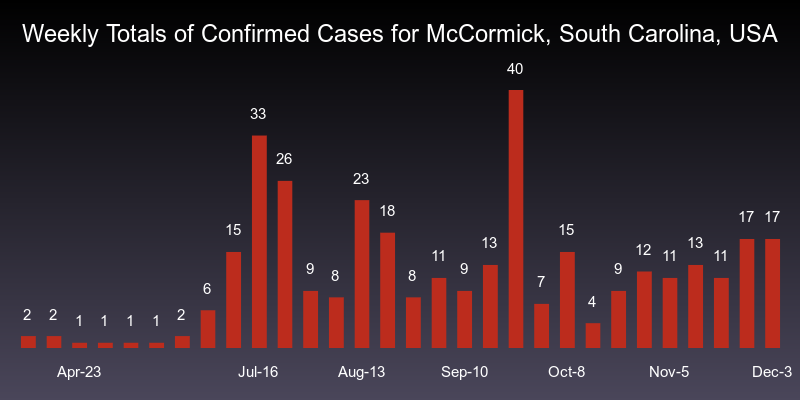 Weekly Totals of Confirmed Cases for McCormick, South Carolina, USA
2 2 1 1 1 1 2 6 15 33 26 9 8 23 18 8 11 9 13 40 7 15 4 9 12 11 13 11 17 17
Apr-23 Jul-16 Aug-13 Sep-10 Oct-8 Nov-5 Dec-3